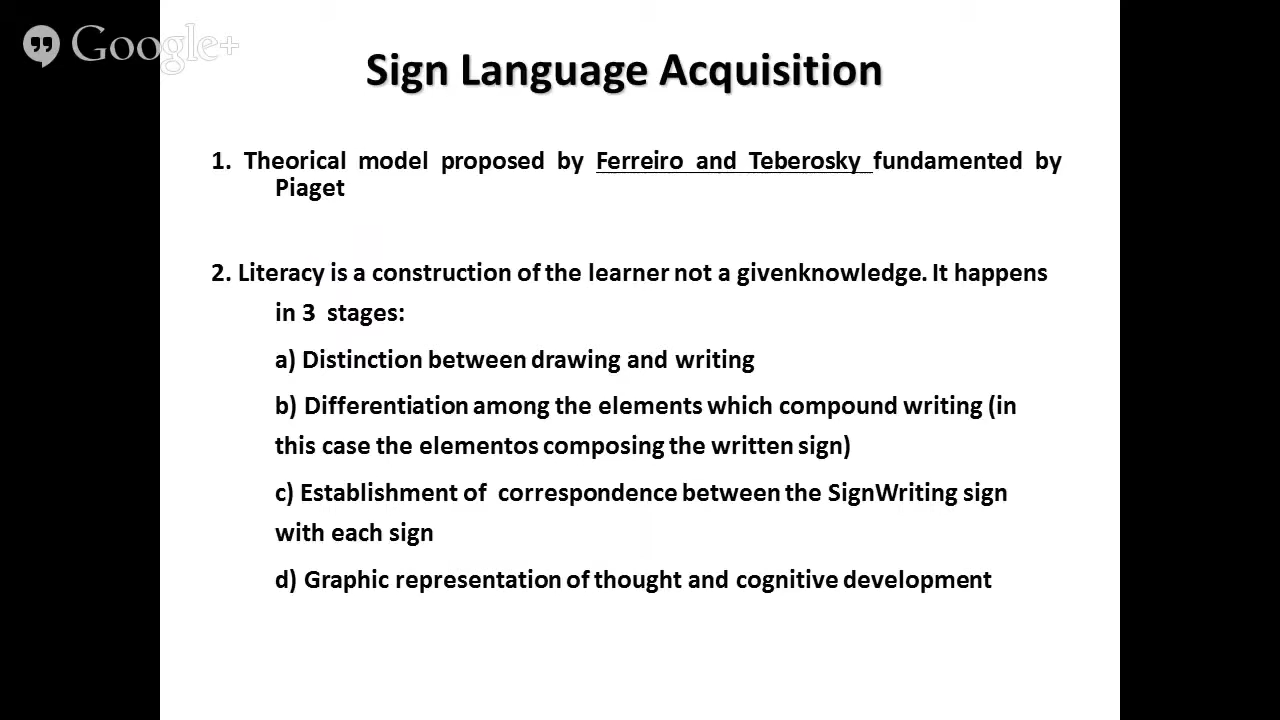 Google+
Sign Language Acquisition
1. Theorical model proposed by Ferreiro and Teberosky fundamented by
Piaget
2. Literacy is a construction of the learner not a givenknowledge. It happens
in 3 stages:
a) Distinction between drawing and writing
b) Differentiation among the elements which compound writing (in
this case the elementos composing the written sign)
c) Establishment of correspondence between the SignWriting sign
with each sign
d) Graphic representation of thought and cognitive development